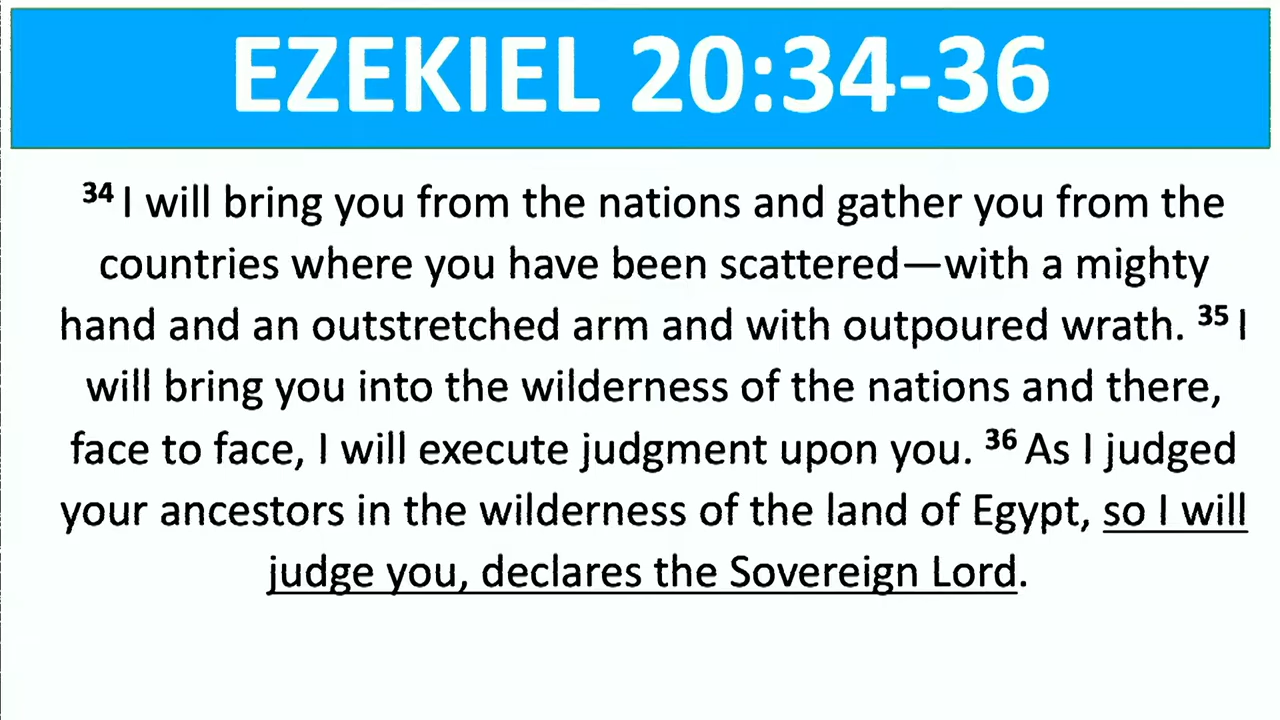 EZEKIEL 20:34-36
34 I will bring you from the nations and gather you from the
countries where you have been scattered—with a mighty
hand and an outstretched arm and with outpoured wrath. 35 I
will bring you into the wilderness of the nations and there,
face to face, I will execute judgment upon you. 36 As I judged
your ancestors in the wilderness of the land of Egypt, so I will
judge you, declares the Sovereign Lord.